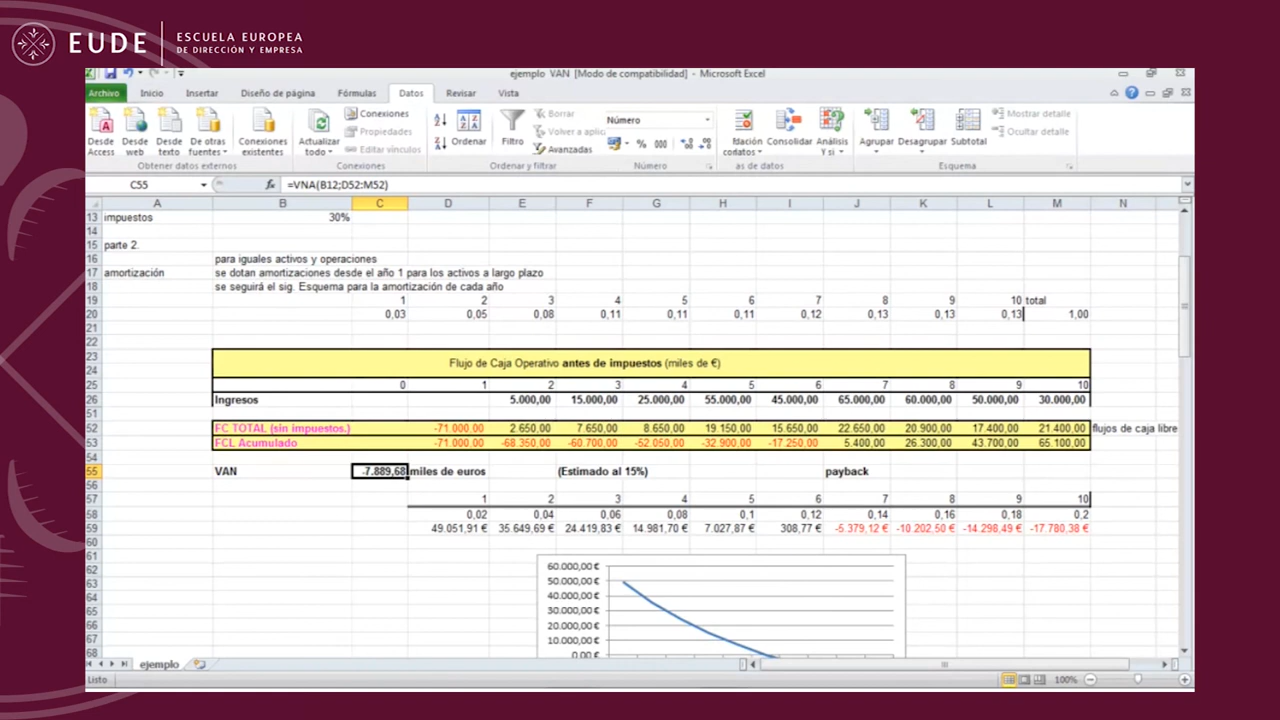 EUDE ESCUELA EUROPEA
DE DIRECCIÓN Y EMPRESA
ejemplo VAN [Modo de compatibilidad] - Microsoft Excel
Archivo Inicio Insertar Diseño de página Fórmulas Datos Revisar Vista
Desde Access
Desde web
Desde texto
De otras fuentes
Conexiones existentes
Obtener datos externos
Actualizar todo
Conexiones
Propiedades
Editar vínculos
Conexiones
Ordenar
Filtro
Borrar
Volver a aplic
Avanzadas
Ordenar y filtrar
Número
% 000
Número
Consolidar
Análisis Y si
as de datos
Agrupar Desagrupar Subtotal
Mostrar detalle
Ocultar detalle
Esquema
C55 fx =VNA(B12;D52:M52)
A B C D E F G H I J K L M N
13 impuestos 30%
14
15 parte 2.
16 para iguales activos y operaciones
17 amortización se dotan amortizaciones desde el año 1 para los activos a largo plazo
18 se seguirá el sig. Esquema para la amortización de cada año
19 1 2 3 4 5 6 7 8 9 10 total
20 0,03 0,05 0,08 0,11 0,11 0,11 0,12 0,13 0,13 0,13 1,00
21
22
23 Flujo de Caja Operativo antes de impuestos (miles de €)
24
25 0 1 2 3 4 5 6 7 8 9 10
26 Ingresos 5.000,00 15.000,00 25.000,00 55.000,00 45.000,00 65.000,00 60.000,00 50.000,00 30.000,00
51
52 FC TOTAL (sin impuestos.) -71.000,00 2.650,00 7.650,00 8.650,00 19.150,00 15.650,00 22.650,00 20.900,00 17.400,00 21.400,00 flujos de caja libre
53 FCL Acumulado -71.000,00 -68.350,00 -60.700,00 -52.050,00 -32.900,00 -17.250,00 5.400,00 26.300,00 43.700,00 65.100,00
54
55 VAN -7.889,68 miles de euros (Estimado al 15%) payback
56
57 1 2 3 4 5 6 7 8 9 10
58 0,02 0,04 0,06 0,08 0,1 0,12 0,14 0,16 0,18 0,2
59 49.051,91 € 35.649,69 € 24.419,83 € 14.981,70 € 7.027,87 € 308,77 € -5.379,12 € -10.202,50 € -14.298,49 € -17.780,38 €
60
61
62 60.000,00 €
63 50.000,00 €
64 40.000,00 €
65 30.000,00 €
66 20.000,00 €
67 10.000,00 €
68 0,00 €
ejemplo
Listo 100%